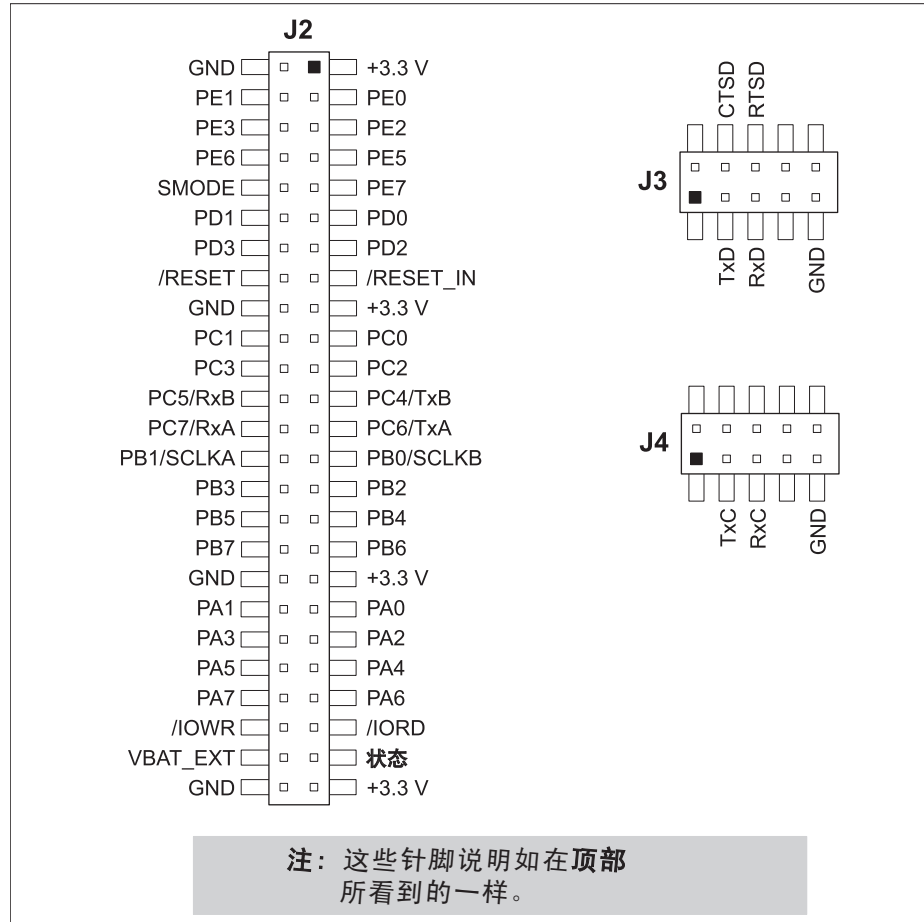 J2
GND +3.3 V
PE1 PE0
PE3 PE2
PE6 PE5
SMODE PE7
PD1 PD0
PD3 PD2
/RESET /RESET_IN
GND +3.3 V
PC1 PC0
PC3 PC2
PC5/RxB PC4/TxB
PC7/RxA PC6/TxA
PB1/SCLKA PB0/SCLKB
PB3 PB2
PB5 PB4
PB7 PB6
GND +3.3 V
PA1 PA0
PA3 PA2
PA5 PA4
PA7 PA6
/IOWR /IORD
VBAT_EXT 状态
GND +3.3 V
CTSD RTSD
J3
TxD RxD GND
J4
TxC RxC GND
注：这些针脚说明如在顶部
所看到的一样。